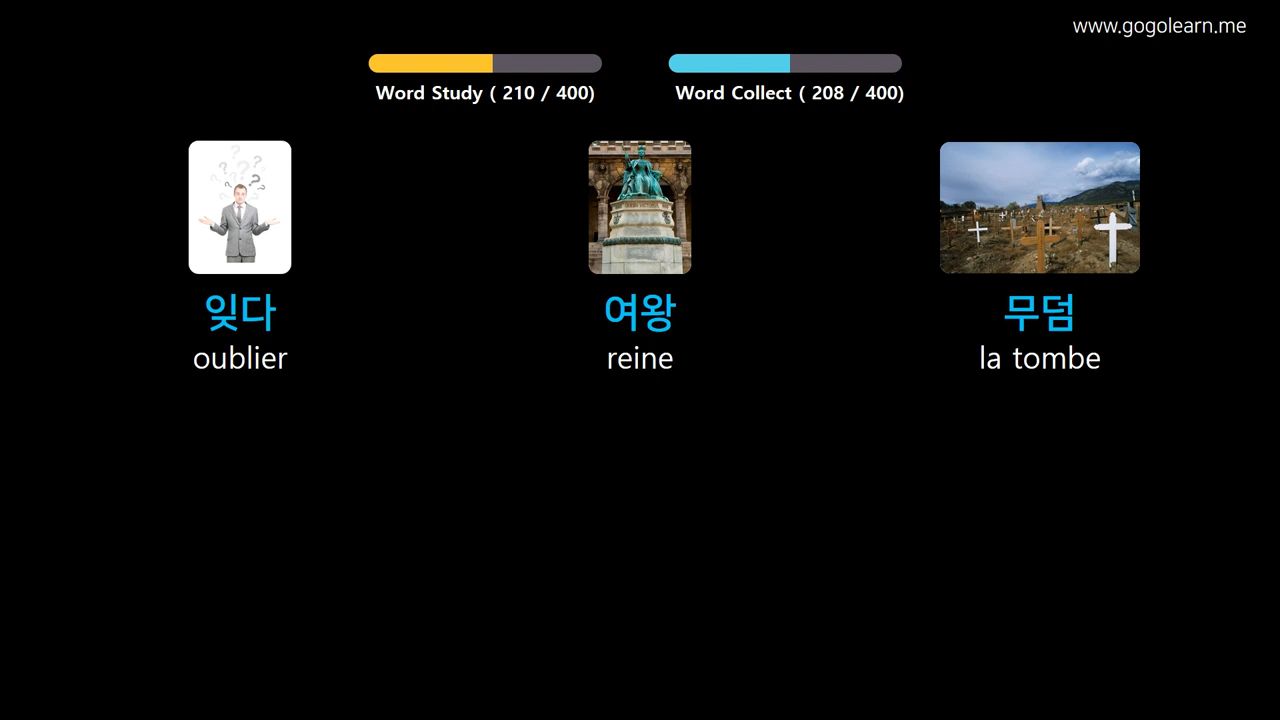 www.gogolearn.me
Word Study ( 210 / 400)
Word Collect ( 208 / 400)
잊다
oublier
여왕
reine
무덤
la tombe